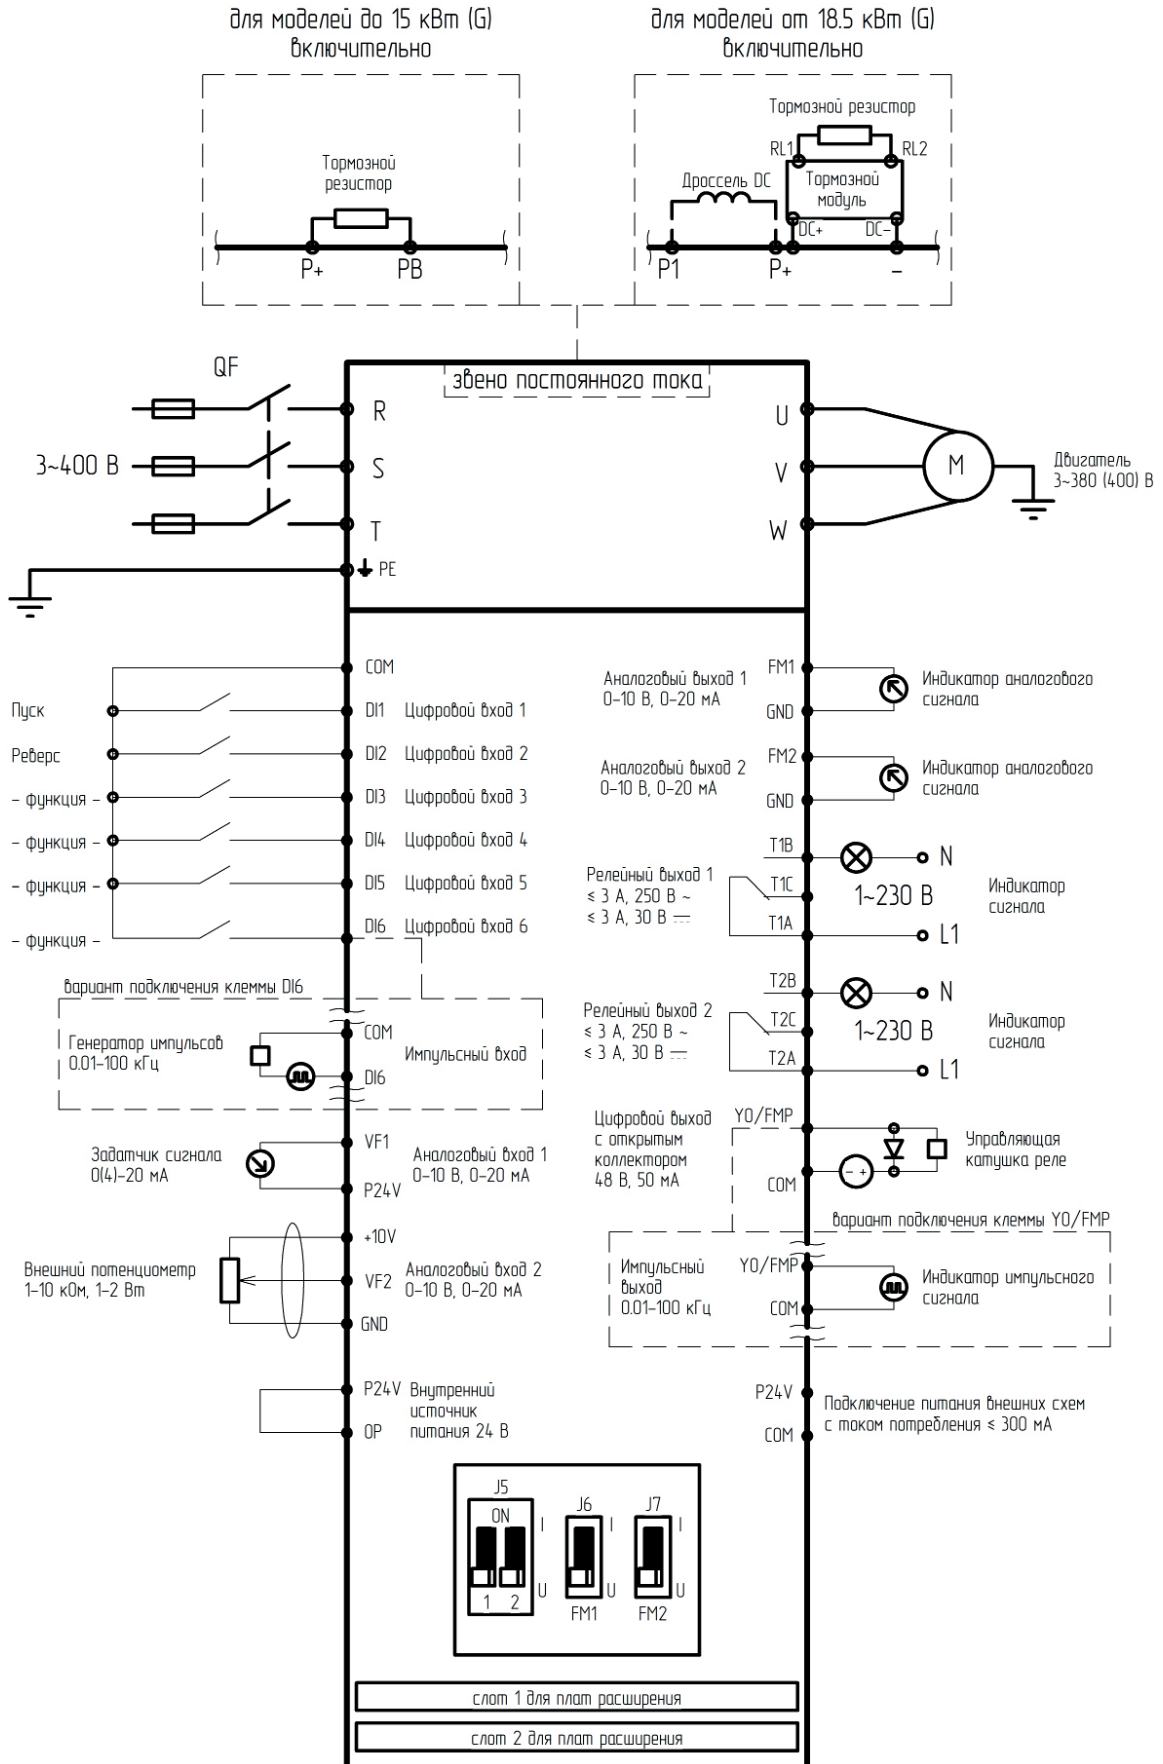 для моделей до 15 кВт (G)
включительно
для моделей от 18.5 кВт (G)
включительно
Тормозной
резистор
P+
PB
Тормозной резистор
RL1
RL2
Дроссель DC
Тормозной
модуль
DC+
DC-
P1
P+
-
QF
звено постоянного тока
3~400 В
R
S
T
PE
U
V
W
M
Двигатель
3~380 (400) В
COM
Пуск
DI1 Цифровой вход 1
Реверс
DI2 Цифровой вход 2
- функция -
DI3 Цифровой вход 3
- функция -
DI4 Цифровой вход 4
- функция -
DI5 Цифровой вход 5
- функция -
DI6 Цифровой вход 6
вариант подключения клеммы DI6
Генератор импульсов
0.01-100 кГц
COM
Импульсный вход
DI6
Задатчик сигнала
0(4)-20 мА
VF1
Аналоговый вход 1
0-10 В, 0-20 мА
P24V
+10V
Внешний потенциометр
1-10 кОм, 1-2 Вт
VF2
Аналоговый вход 2
0-10 В, 0-20 мА
GND
P24V
Внутренний
источник
питания 24 В
OP
Аналоговый выход 1
0-10 В, 0-20 мА
FM1
GND
Индикатор аналогового
сигнала
Аналоговый выход 2
0-10 В, 0-20 мА
FM2
GND
Индикатор аналогового
сигнала
Релейный выход 1
≤ 3 А, 250 В ~
≤ 3 А, 30 В ⎓
T1B
T1C
T1A
N
1~230 В
L1
Индикатор
сигнала
Релейный выход 2
≤ 3 А, 250 В ~
≤ 3 А, 30 В ⎓
T2B
T2C
T2A
N
1~230 В
L1
Индикатор
сигнала
Цифровой выход
с открытым
коллектором
48 В, 50 мА
YO/FMP
COM
- +
Управляющая
катушка реле
вариант подключения клеммы YO/FMP
Импульсный
выход
0.01-100 кГц
YO/FMP
COM
Индикатор импульсного
сигнала
P24V
COM
Подключение питания внешних схем
с током потребления ≤ 300 мА
J5
ON
I
U
1 2
J6
I
U
FM1
J7
I
U
FM2
слот 1 для плат расширения
слот 2 для плат расширения